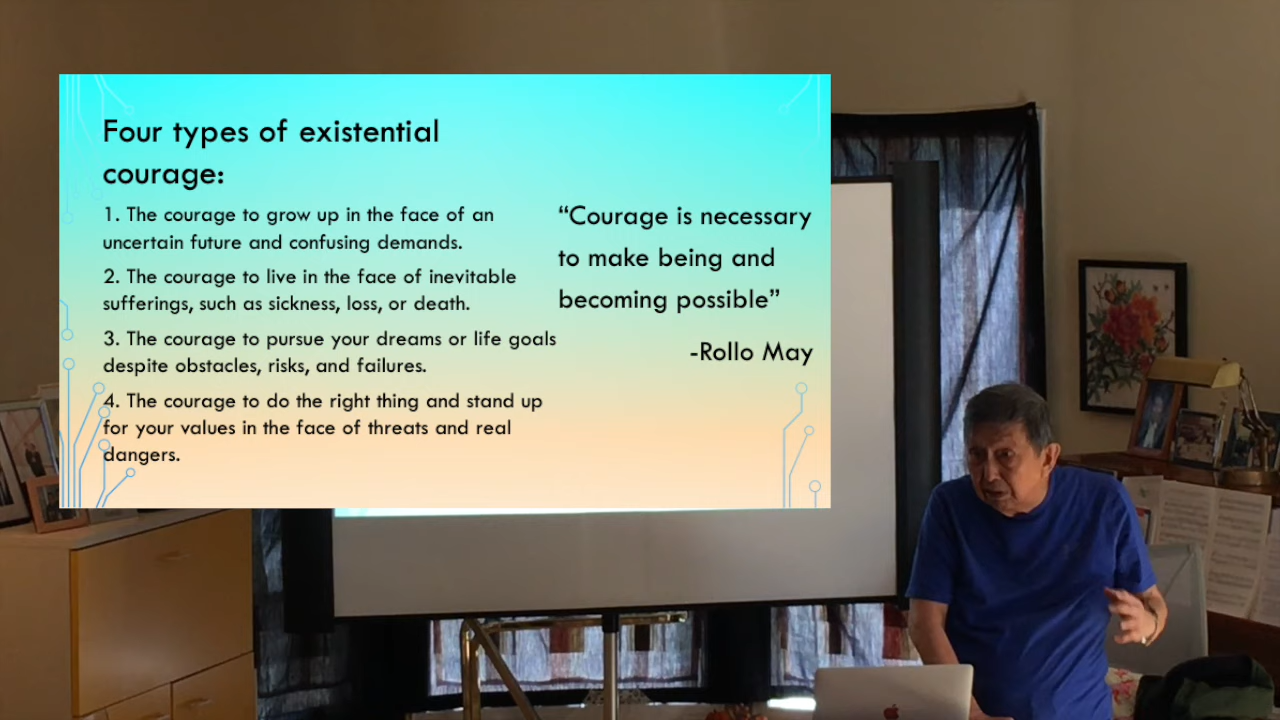 Four types of existential
courage:
1. The courage to grow up in the face of an
uncertain future and confusing demands.
2. The courage to live in the face of inevitable
sufferings, such as sickness, loss, or death.
3. The courage to pursue your dreams or life goals
despite obstacles, risks, and failures.
4. The courage to do the right thing and stand up
for your values in the face of threats and real
dangers.
“Courage is necessary
to make being and
becoming possible”
-Rollo May